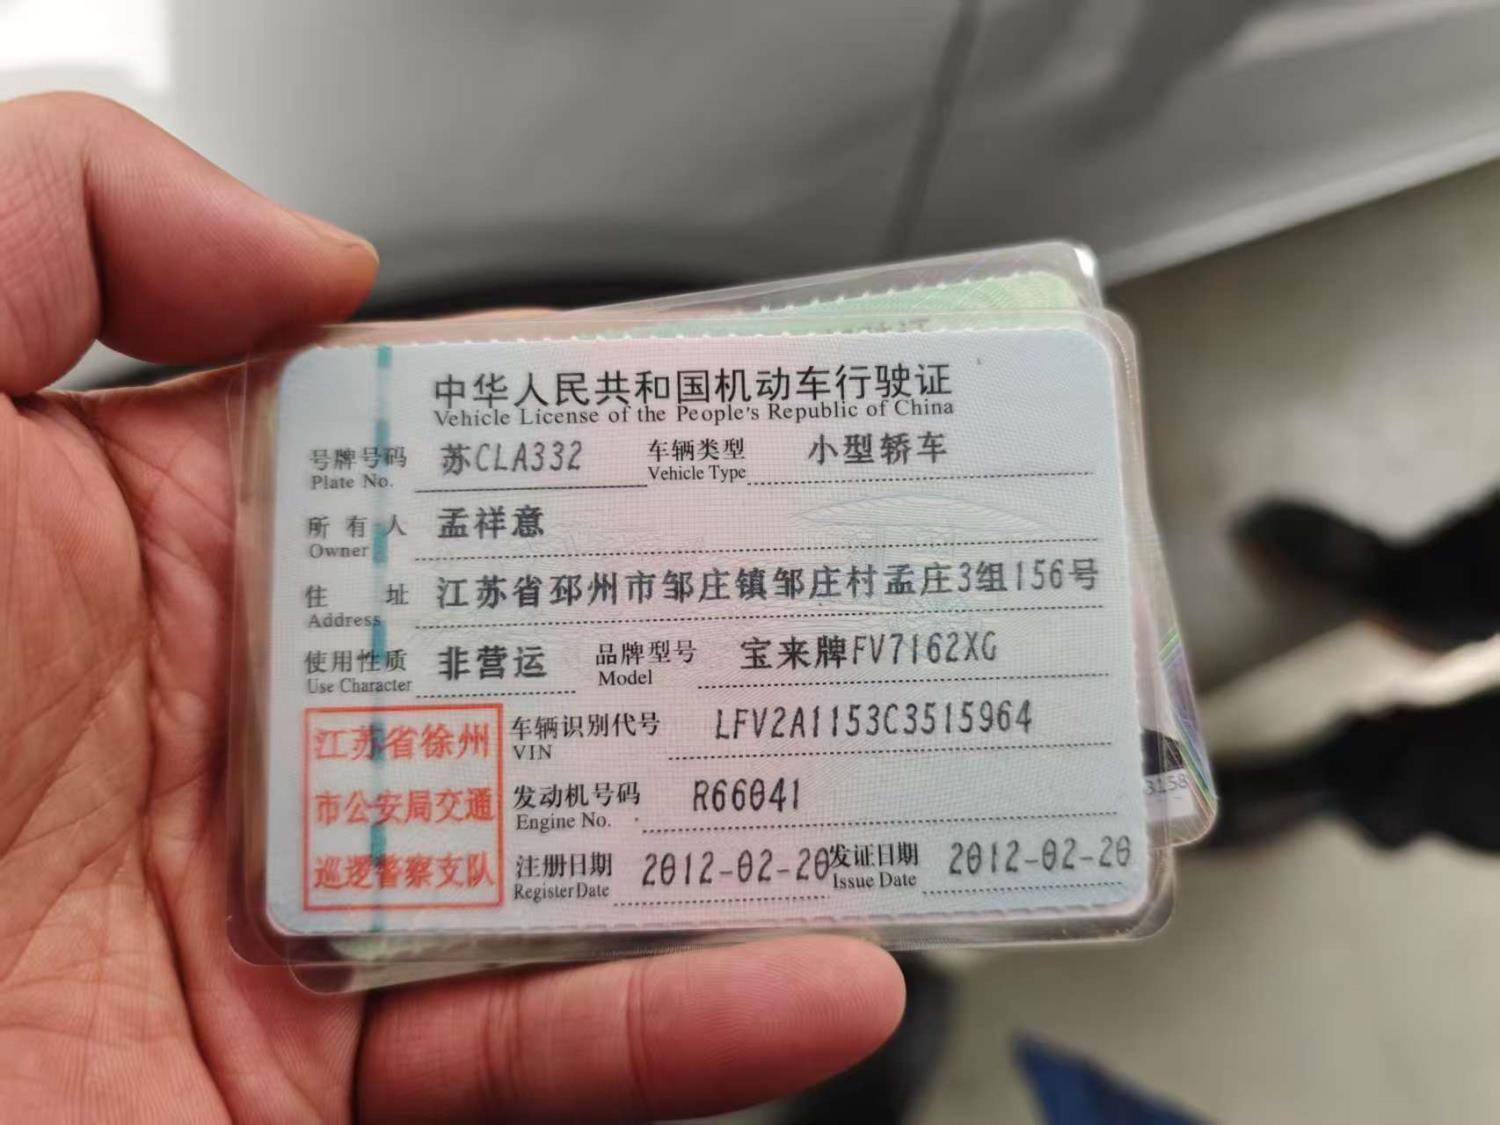 中华人民共和国机动车行驶证
Vehicle License of the People's Republic of China
号牌号码 苏CLA332 车辆类型 小型轿车
Plate No. Vehicle Type
所有人 孟祥意
Owner
住址 江苏省邳州市邹庄镇邹庄村孟庄3组156号
Address
使用性质 非营运 品牌型号 宝来牌FV7162XG
Use Character Model
江苏省徐州
市公安局交通
巡逻警察支队
车辆识别代号 LFV2A1153C3515964
VIN
发动机号码 R66041
Engine No.
注册日期 2012-02-20 发证日期 2012-02-20
Register Date Issue Date
3158